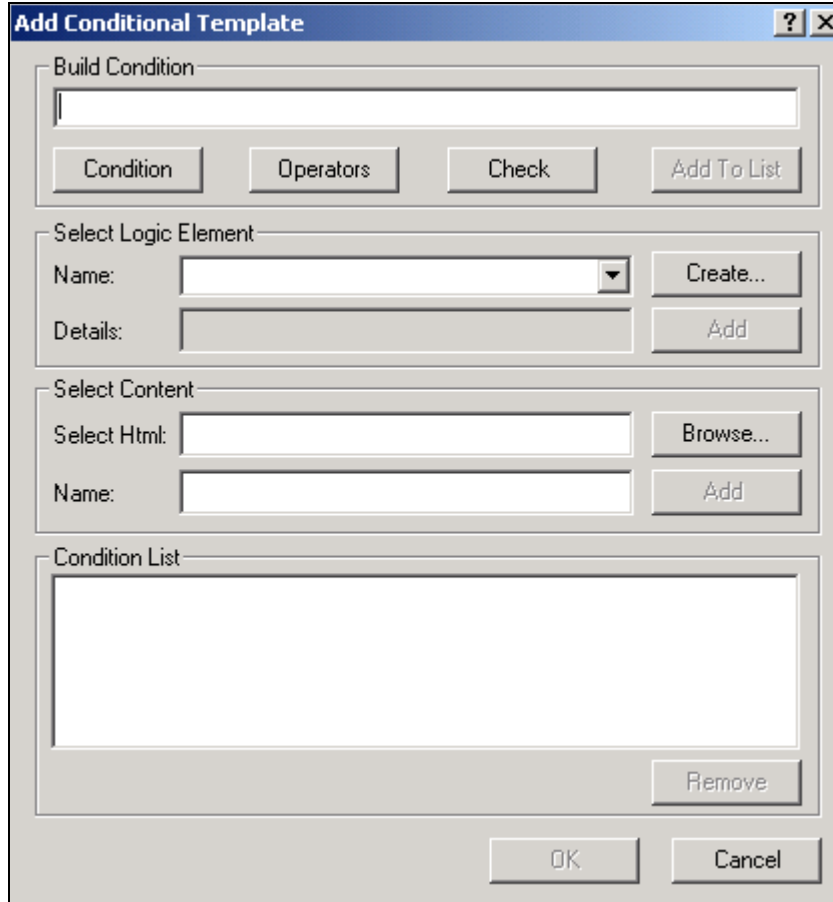 Add Conditional Template
Build Condition
Condition Operators Check Add To List
Select Logic Element
Name: Create...
Details: Add
Select Content
Select Html: Browse...
Name: Add
Condition List
Remove
OK Cancel